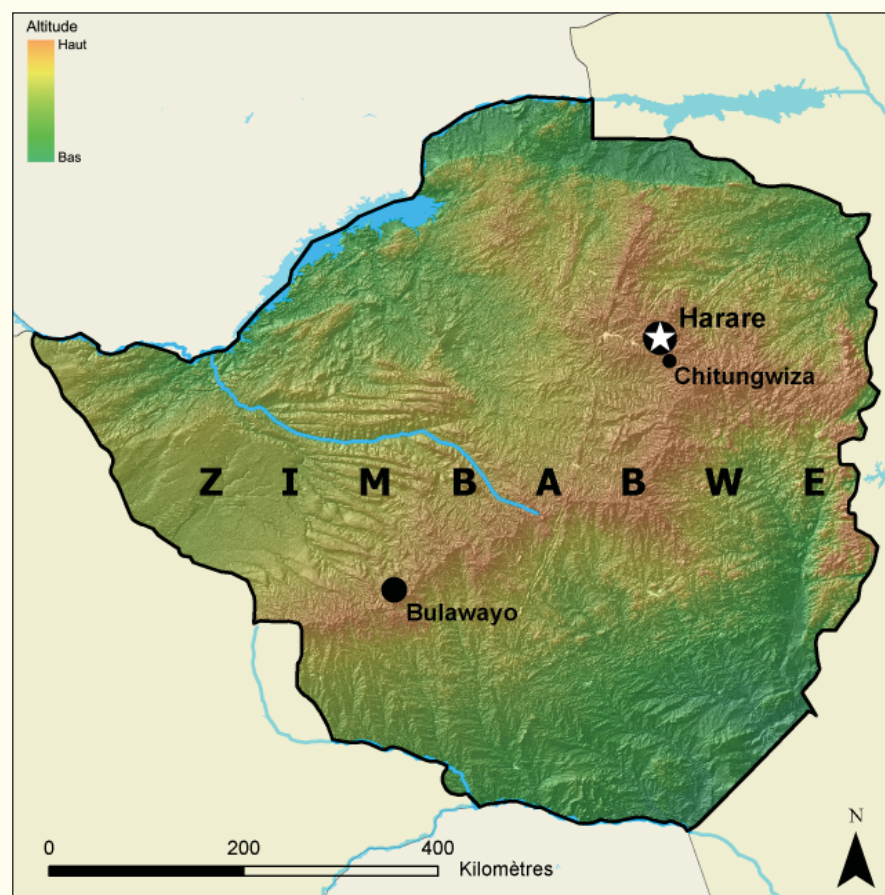 Altitude
Haut
Bas
Harare
Chitungwiza
Z I M B A B W E
Bulawayo
N
0 200 400
Kilomètres